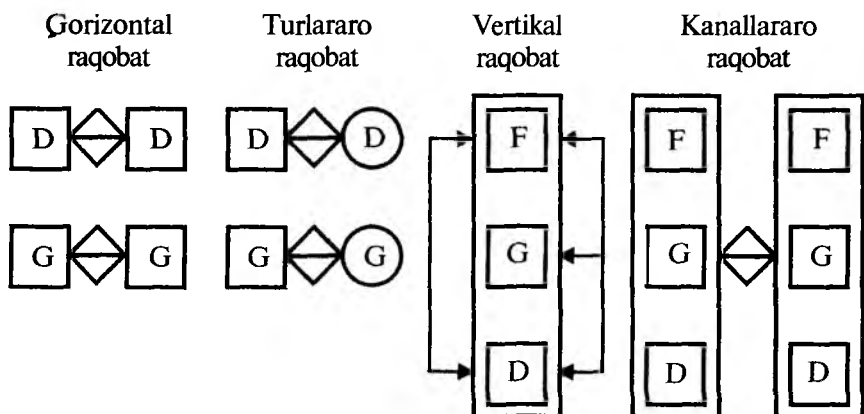 Gorizontal
raqobat
Turlararo
raqobat
Vertikal
raqobat
Kanallararo
raqobat
D D D D F F F
G G G G G G G
D D D